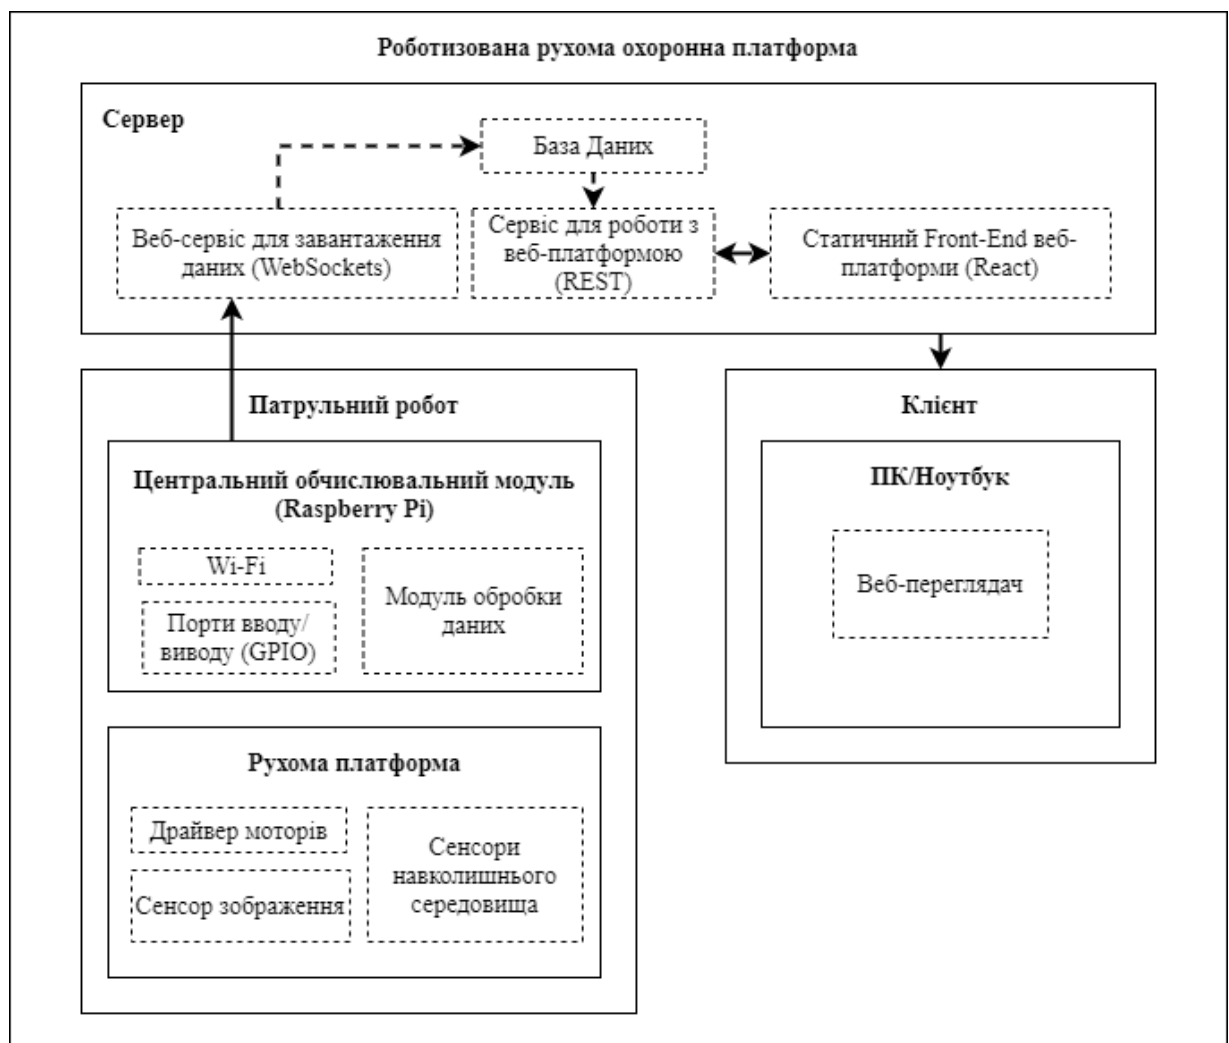 Роботизована рухома охоронна платформа
Сервер
База Даних
Веб-сервіс для завантаження
даних (WebSockets)
Сервіс для роботи з
веб-платформою
(REST)
Статичний Front-End веб-
платформи (React)
Патрульний робот
Центральний обчислювальний модуль
(Raspberry Pi)
Wi-Fi
Порти вводу/
виводу (GPIO)
Модуль обробки
даних
Рухома платформа
Драйвер моторів
Сенсор зображення
Сенсори
навколишнього
середовища
Клієнт
ПК/Ноутбук
Веб-переглядач